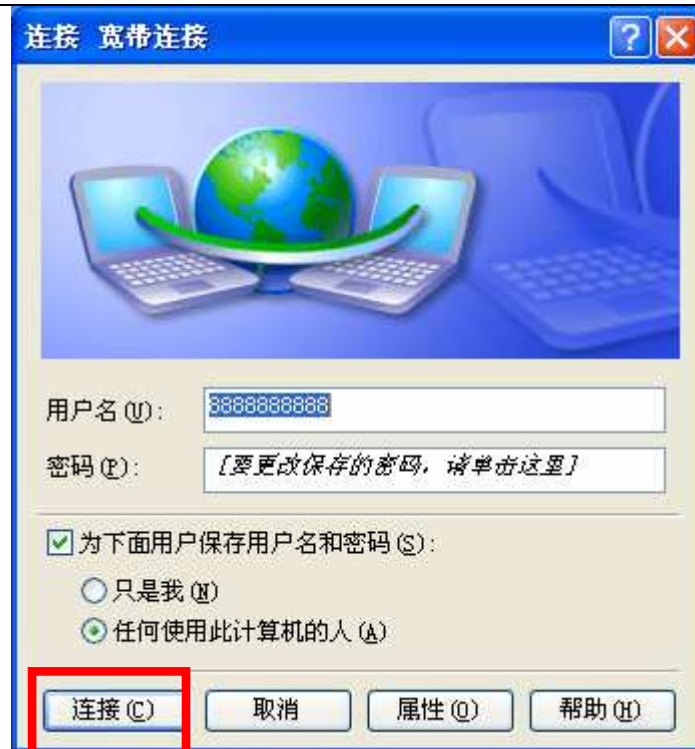 连接 宽带连接
用户名(U): 3888888888
密码(P): [要更改保存的密码，请单击这里]
为下面用户保存用户名和密码(S):
只是我(N)
任何使用此计算机的人(A)
连接(C) 取消 属性(O) 帮助(H)